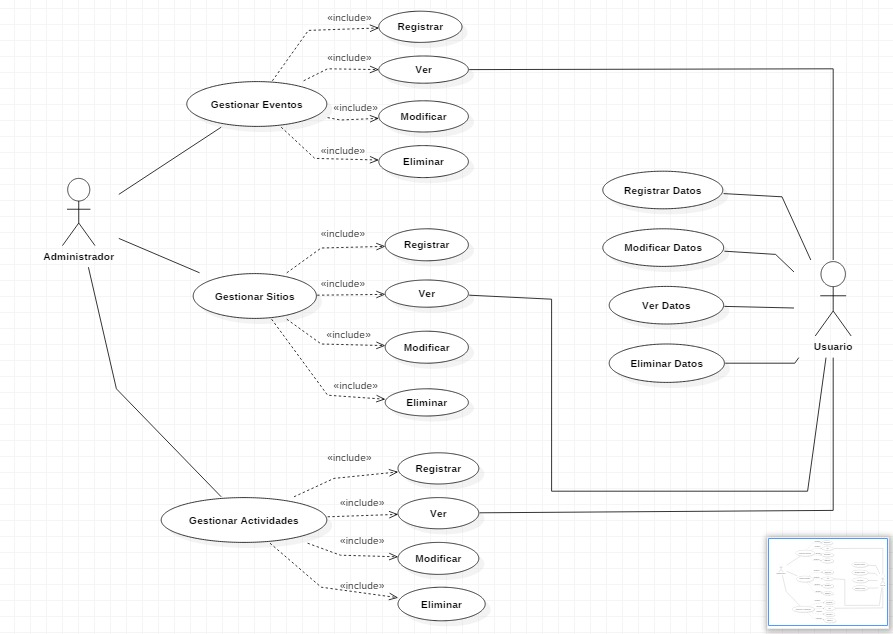 «include»
Registrar
«include»
Ver
Gestionar Eventos
«include»
Modificar
«include»
Eliminar
Administrador
«include»
Registrar
Gestionar Sitios
«include»
Ver
«include»
Modificar
«include»
Eliminar
Registrar Datos
Modificar Datos
Ver Datos
Eliminar Datos
Usuario
«include»
Registrar
Gestionar Actividades
«include»
Ver
«include»
Modificar
«include»
Eliminar